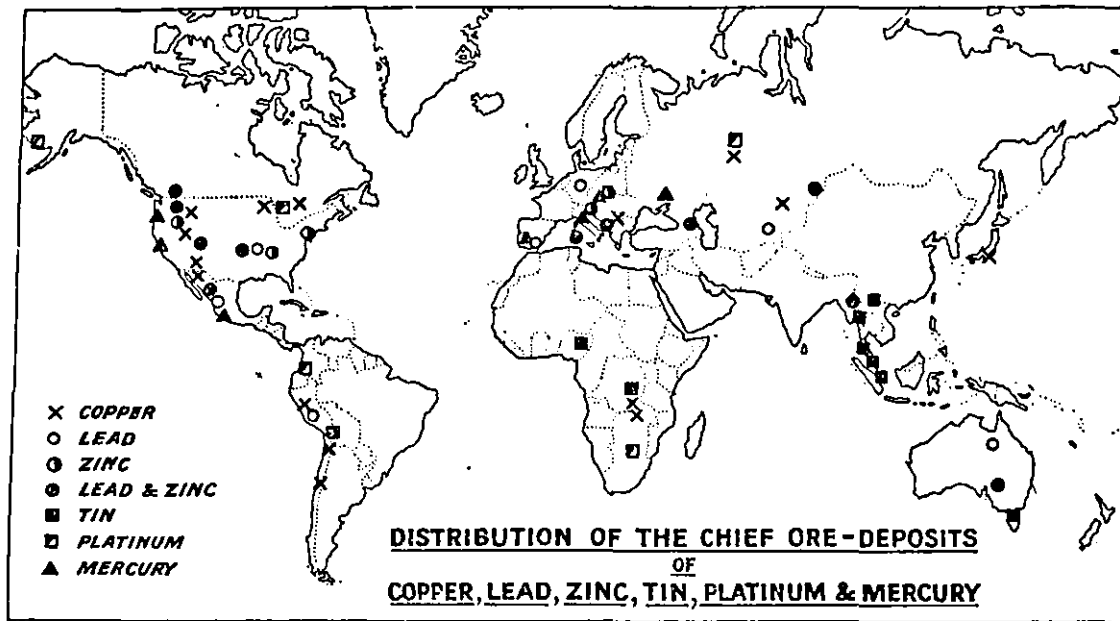 COPPER
LEAD
ZINC
LEAD & ZINC
TIN
PLATINUM
MERCURY
DISTRIBUTION OF THE CHIEF ORE-DEPOSITS
OF
COPPER, LEAD, ZINC, TIN, PLATINUM & MERCURY